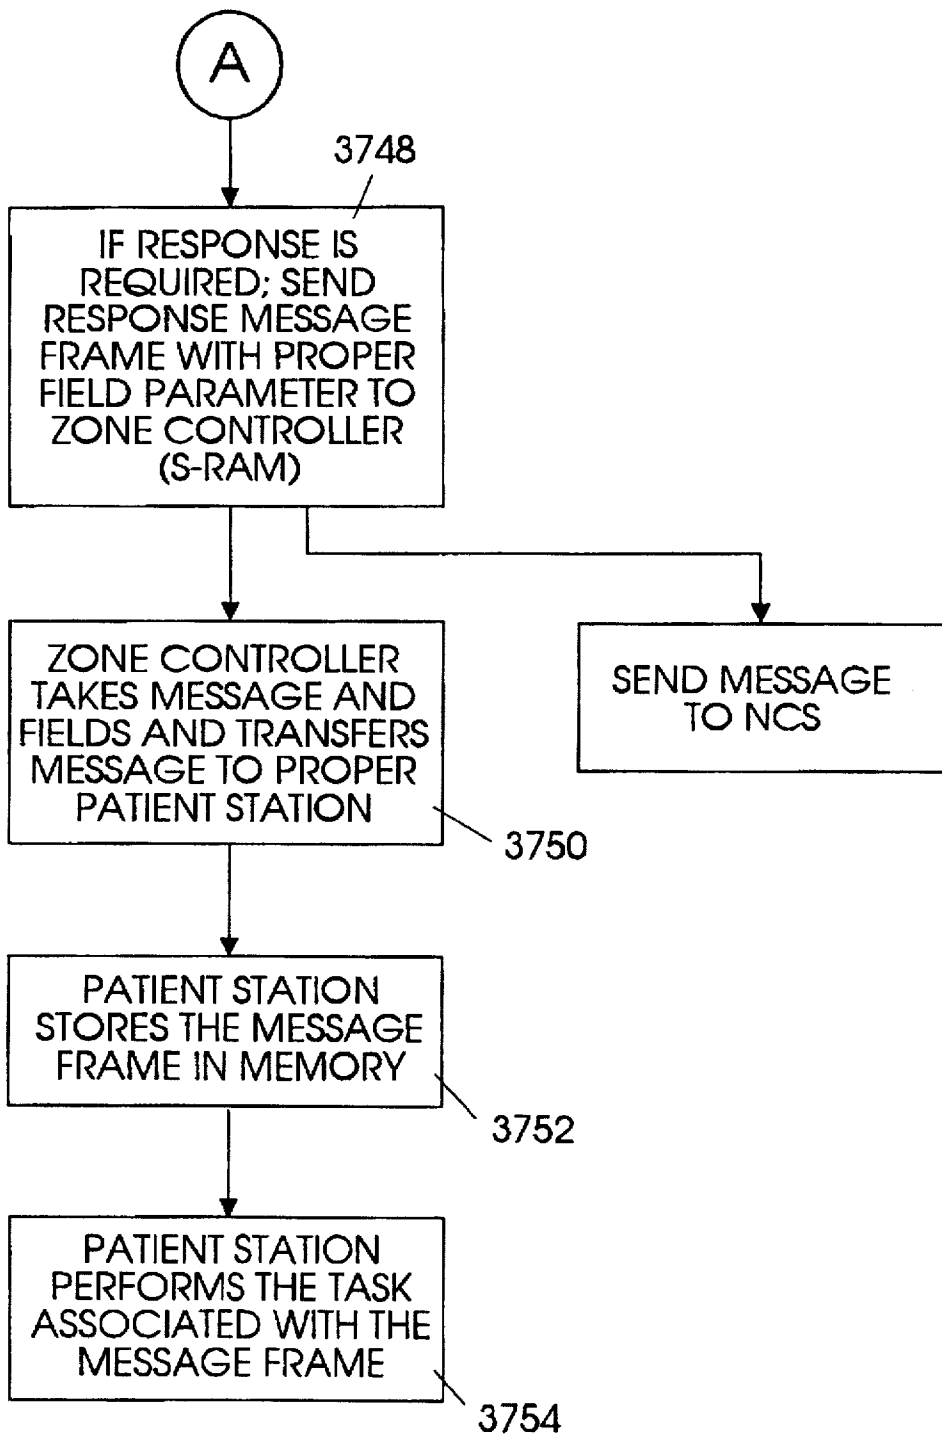 A
3748
IF RESPONSE IS
REQUIRED; SEND
RESPONSE MESSAGE
FRAME WITH PROPER
FIELD PARAMETER TO
ZONE CONTROLLER
(S-RAM)
ZONE CONTROLLER
TAKES MESSAGE AND
FIELDS AND TRANSFERS
MESSAGE TO PROPER
PATIENT STATION
3750
SEND MESSAGE
TO NCS
PATIENT STATION
STORES THE MESSAGE
FRAME IN MEMORY
3752
PATIENT STATION
PERFORMS THE TASK
ASSOCIATED WITH THE
MESSAGE FRAME
3754